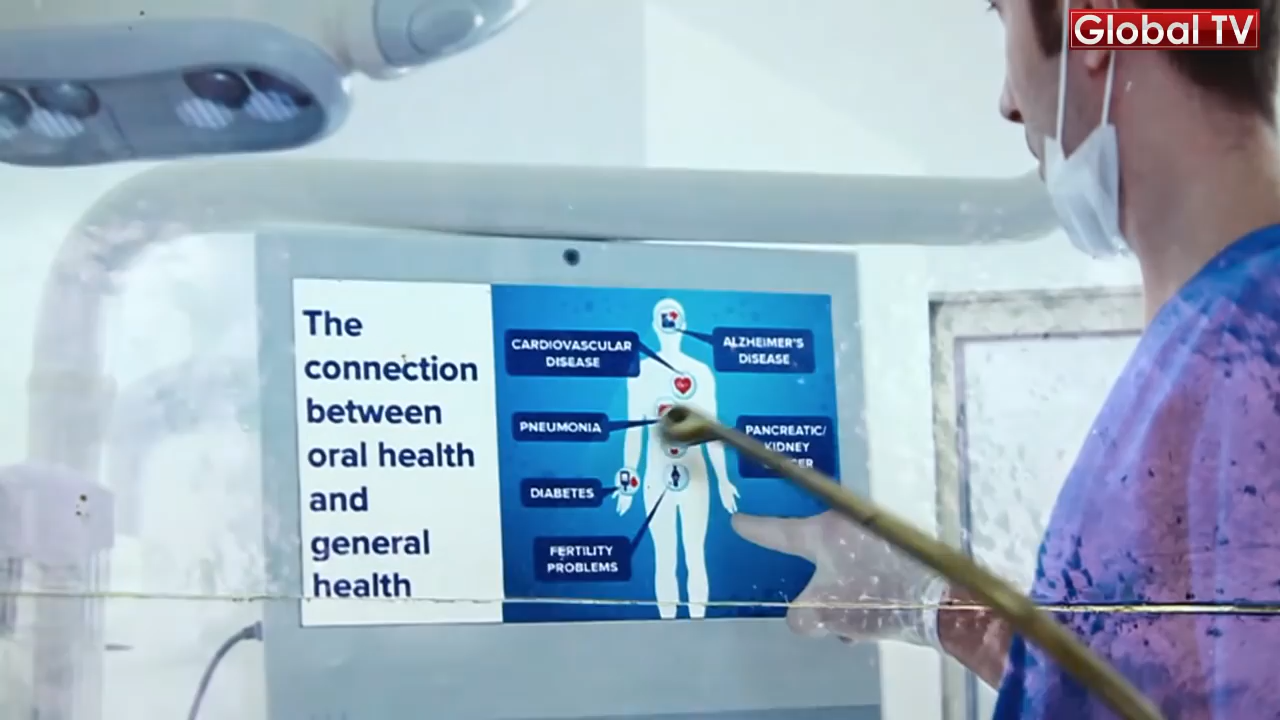 Global TV
The
connection
between
oral health
and
general
health
CARDIOVASCULAR
DISEASE
ALZHEIMER'S
DISEASE
PNEUMONIA
PANCREATIC/
KIDNEY
DIABETES
FERTILITY
PROBLEMS